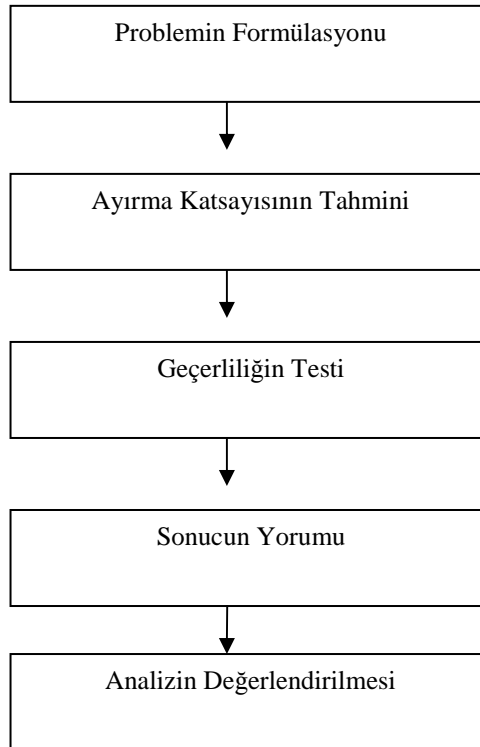 Problemin Formülasyonu
Ayırma Katsayısının Tahmini
Geçerliliğin Testi
Sonucun Yorumu
Analizin Değerlendirilmesi